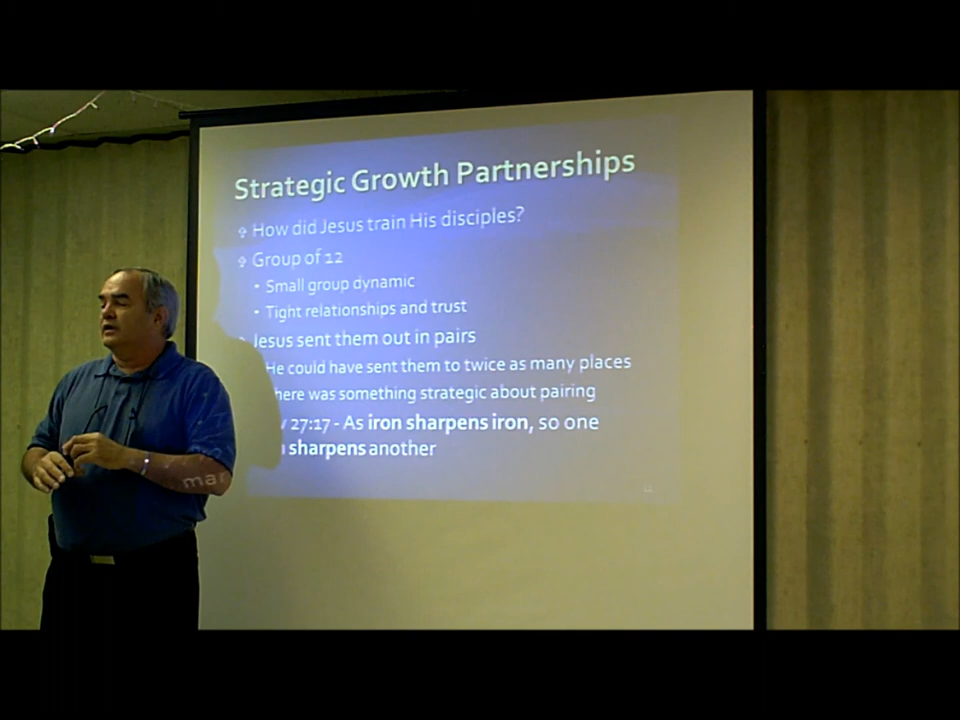 Strategic Growth Partnerships
How did Jesus train His disciples?
Group of 12
Small group dynamic
Tight relationships and trust
Jesus sent them out in pairs
He could have sent them to twice as many places
here was something strategic about pairing
27:17 - As iron sharpens iron, so one
sharpens another
mar